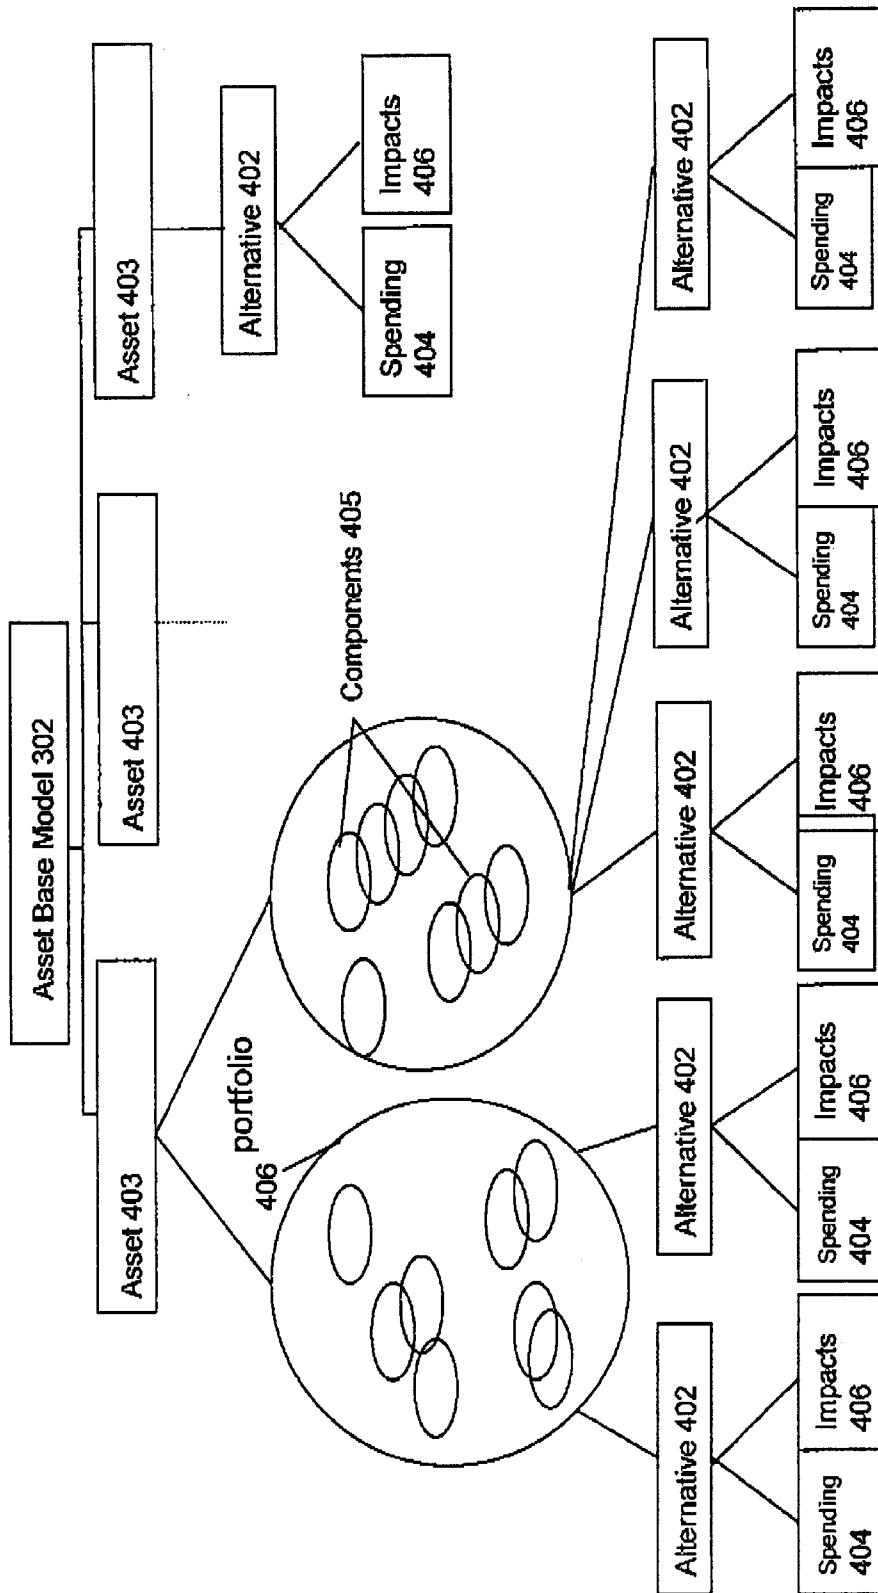 Asset Base Model 302
Asset 403
Asset 403
Asset 403
portfolio
406
Components 405
Alternative 402
Spending
404
Impacts
406
Alternative 402
Alternative 402
Alternative 402
Alternative 402
Alternative 402
Spending
404
Impacts
406
Spending
404
Impacts
406
Spending
404
Impacts
406
Spending
404
Impacts
406
Spending
404
Impacts
406